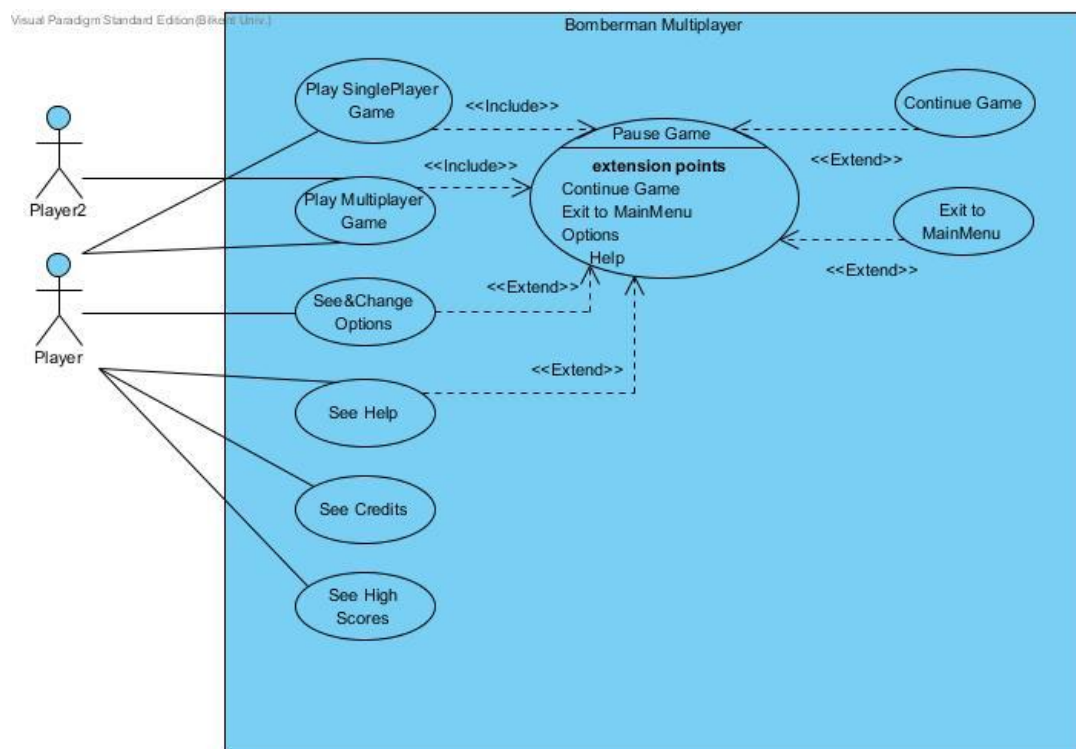 Visual Paradigm Standard Edition(Bilkent Univ.)
Bomberman Multiplayer
Play SinglePlayer
Game
<<Include>>
Continue Game
Pause Game
<<Extend>>
extension points
Continue Game
Exit to MainMenu
Options
Help
<<Include>>
Player2
Play Multiplayer
Game
Exit to
MainMenu
<<Extend>>
<<Extend>>
See&Change
Options
Player
<<Extend>>
See Help
See Credits
See High
Scores